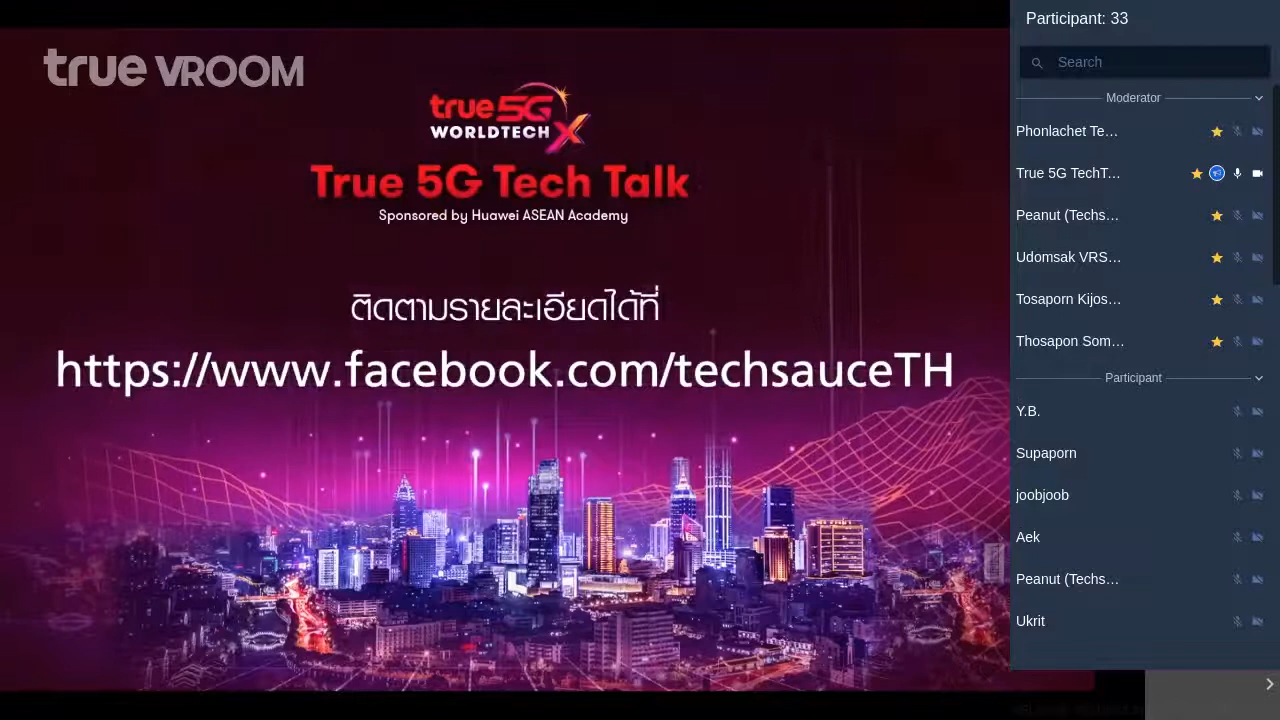 true VROOM
true 5G
WORLDTECH X
True 5G Tech Talk
Sponsored by Huawei ASEAN Academy
ติดตามรายละเอียดได้ที่
https://www.facebook.com/techsauceTH
Participant: 33
Search
Moderator
Phonlachet Te...
True 5G TechT...
Peanut (Techs...
Udomsak VRS...
Tosaporn Kijos...
Thosapon Som...
Participant
Y.B.
Supaporn
joobjoob
Aek
Peanut (Techs...
Ukrit